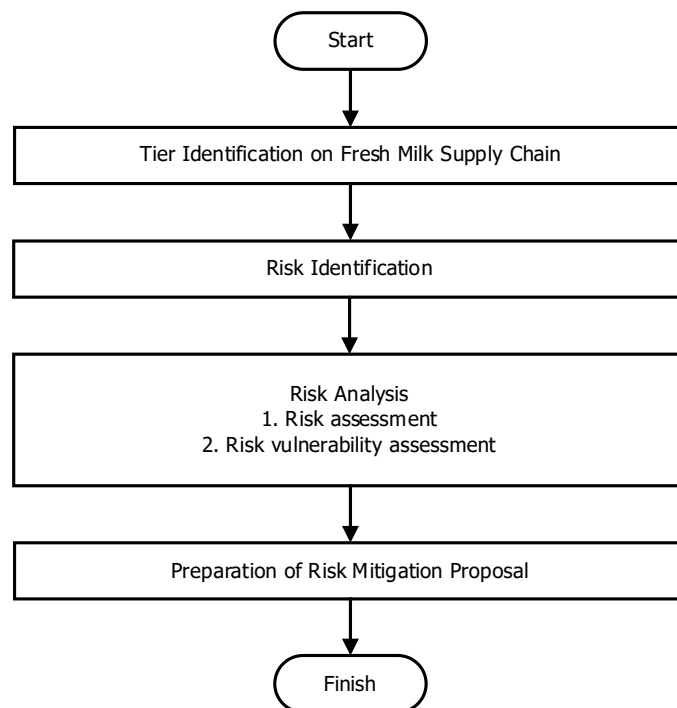 Start
Tier Identification on Fresh Milk Supply Chain
Risk Identification
Risk Analysis
1. Risk assessment
2. Risk vulnerability assessment
Preparation of Risk Mitigation Proposal
Finish